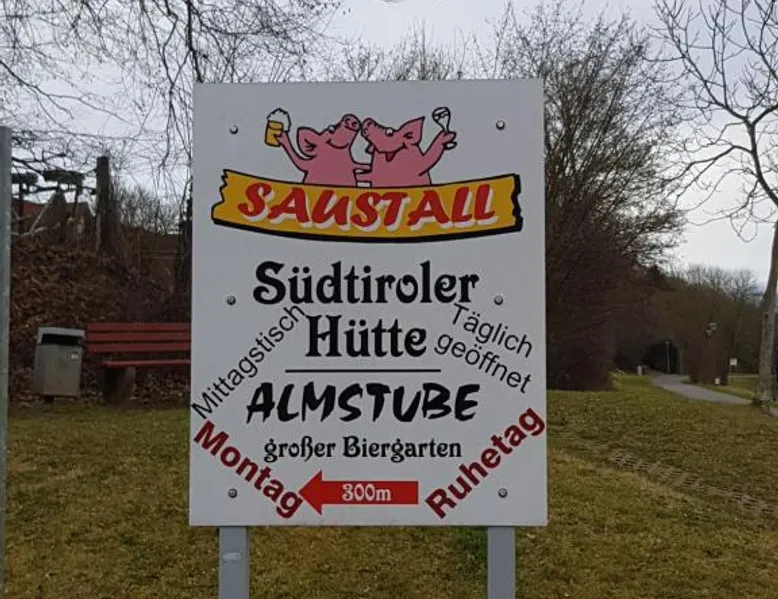 SAUSTALL
Südtiroler
Hütte
Mittagstisch
Täglich
geöffnet
ALMSTUBE
großer Biergarten
Montag
Ruhetag
300m